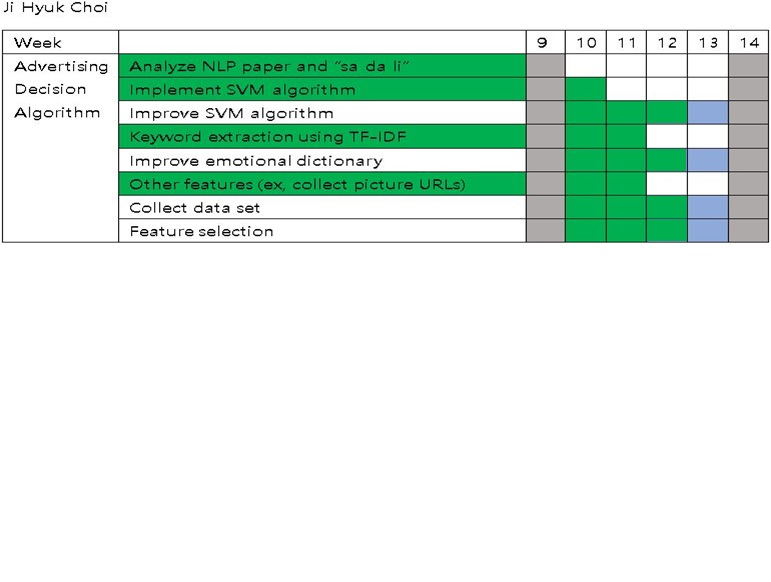 Ji Hyuk Choi
Week 9 10 11 12 13 14
Advertising Analyze NLP paper and "sa da li"
Decision Implement SVM algorithm
Algorithm Improve SVM algorithm
Keyword extraction using TF-IDF
Improve emotional dictionary
Other features (ex, collect picture URLs)
Collect data set
Feature selection